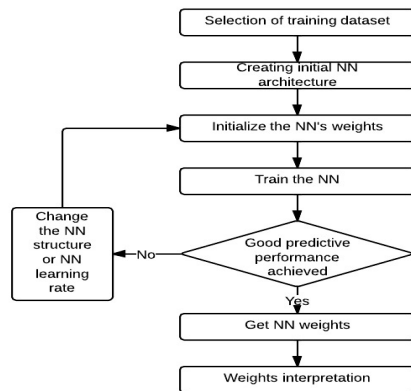 Selection of training dataset
Creating initial NN
architecture
Initialize the NN's weights
Train the NN
Change
the NN
structure
or NN
learning
rate
No
Good predictive
performance
achieved
Yes
Get NN weights
Weights interpretation